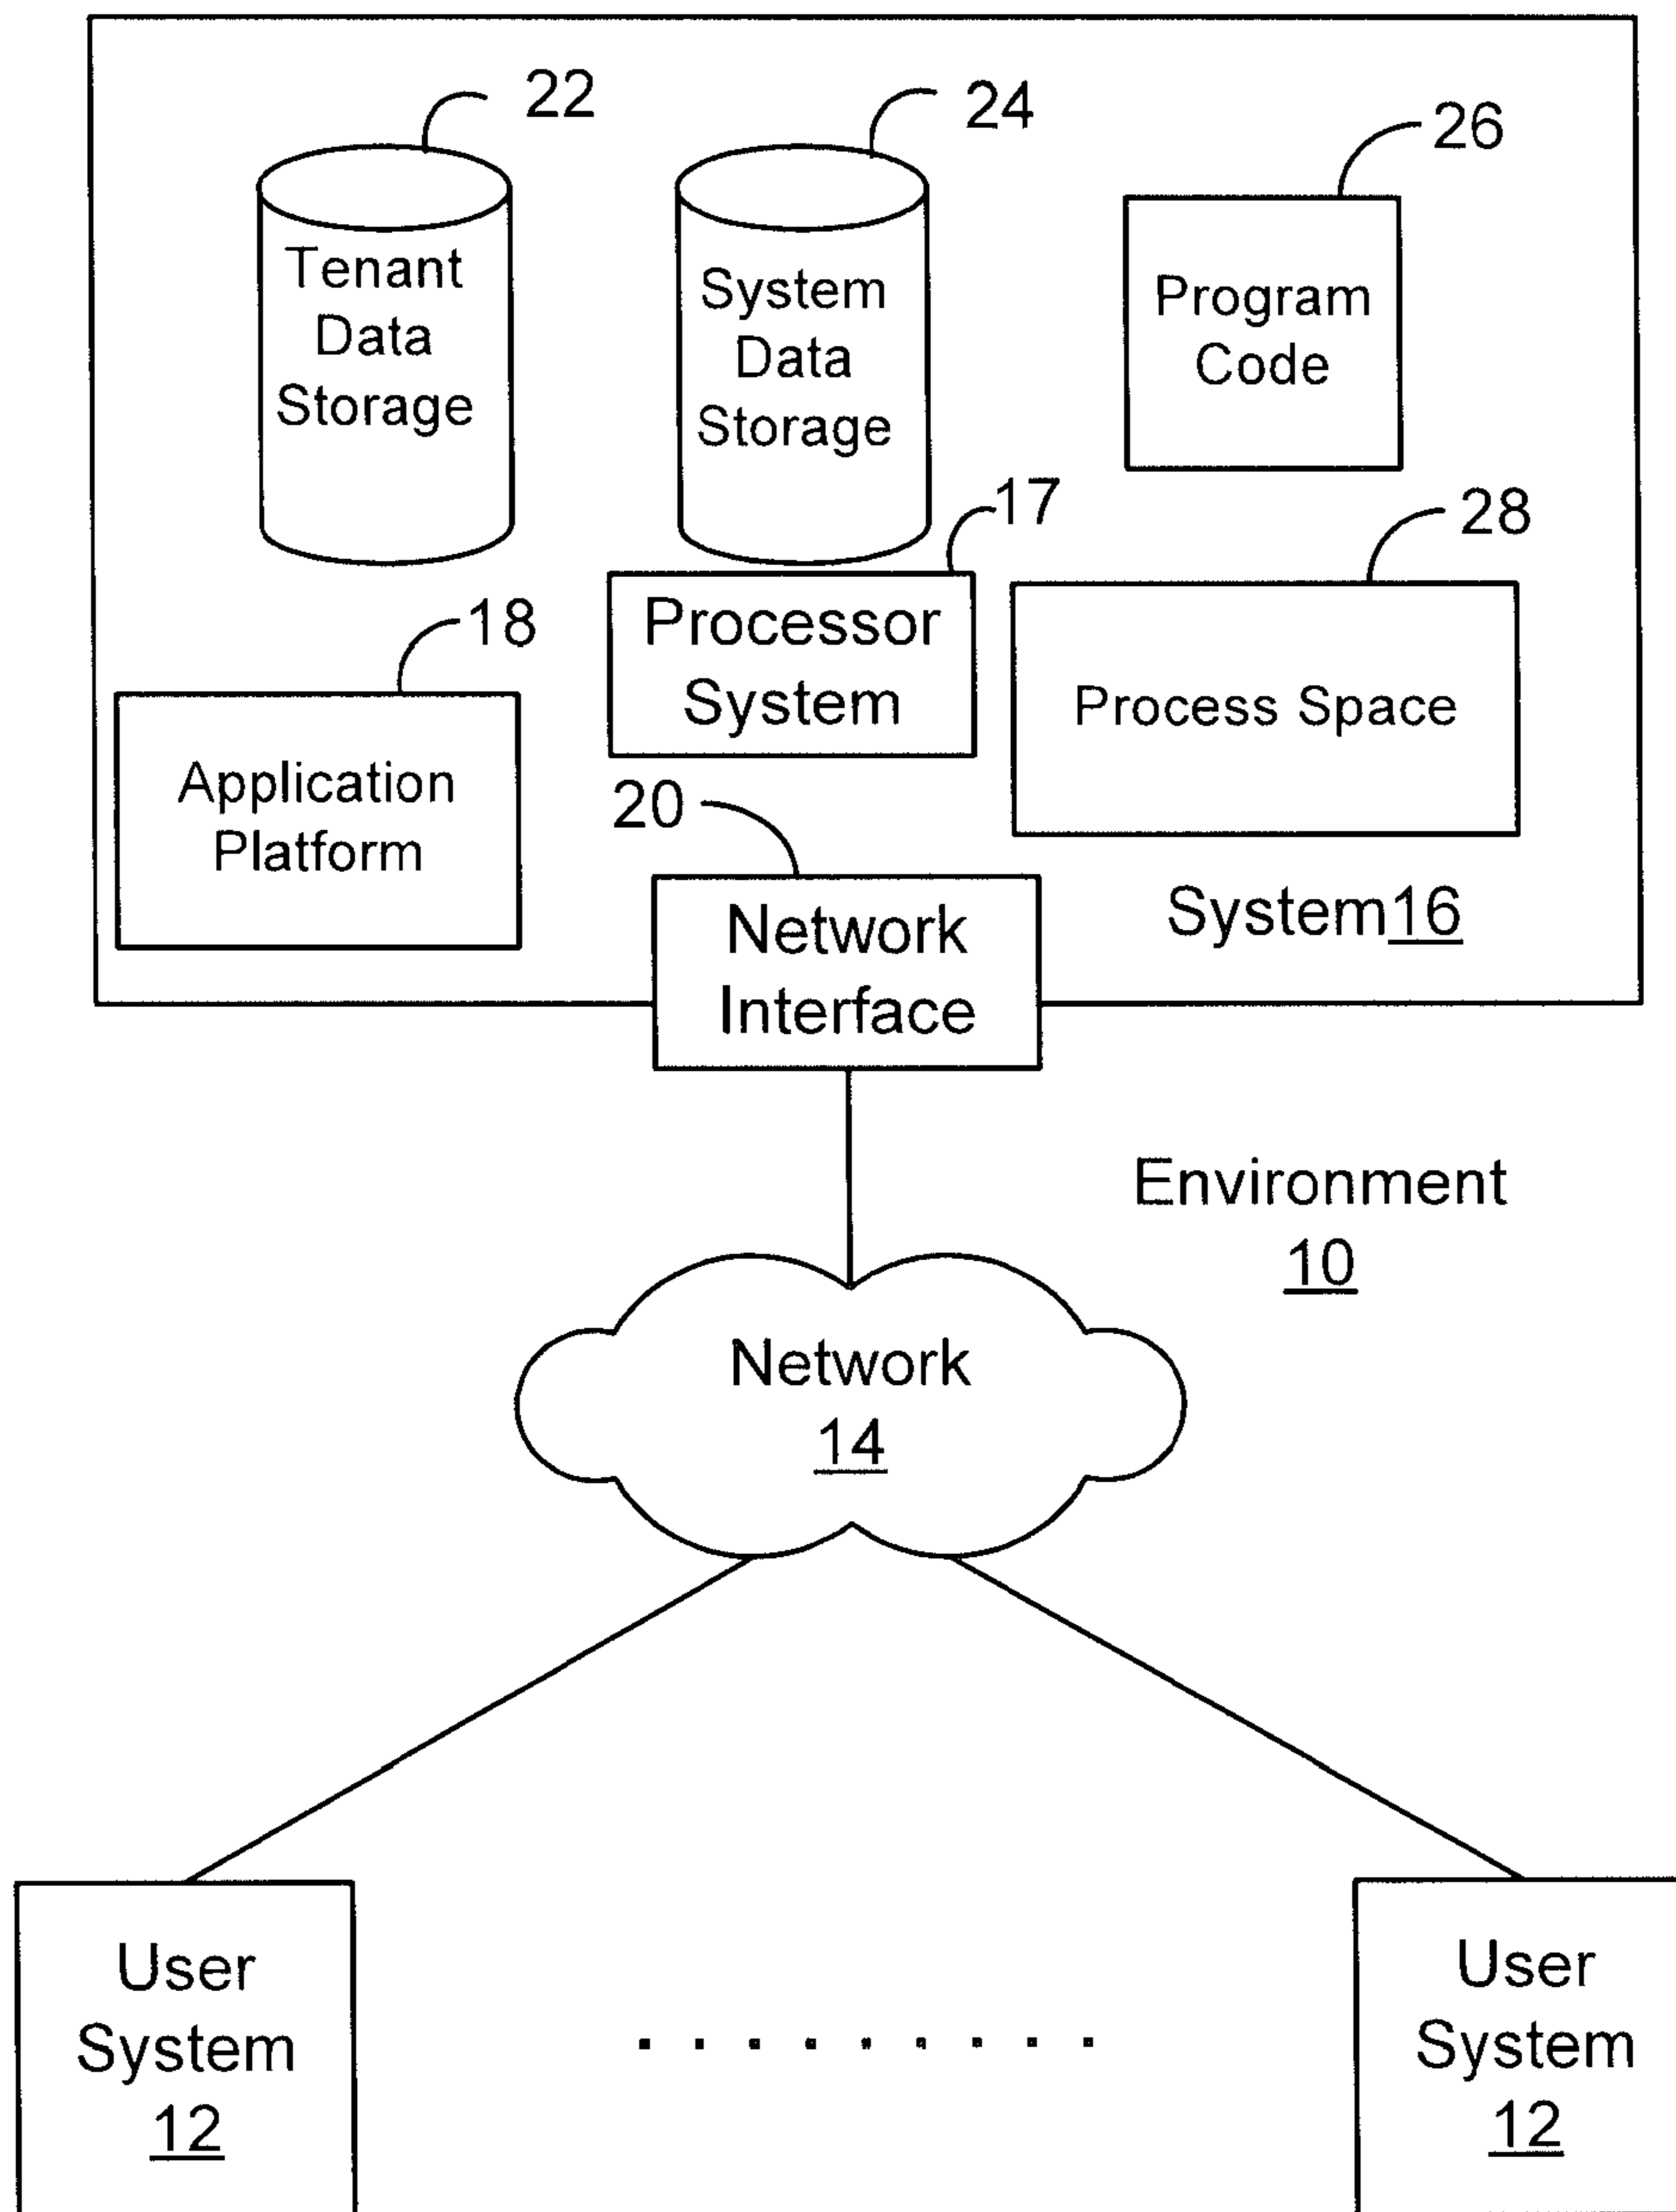 22
24
26
Tenant
Data
Storage
System
Data
Storage
Program
Code
17
28
18
Processor
System
Process Space
Application
Platform
20
Network
Interface
System16
Environment
10
Network
14
User
System
12
User
System
12